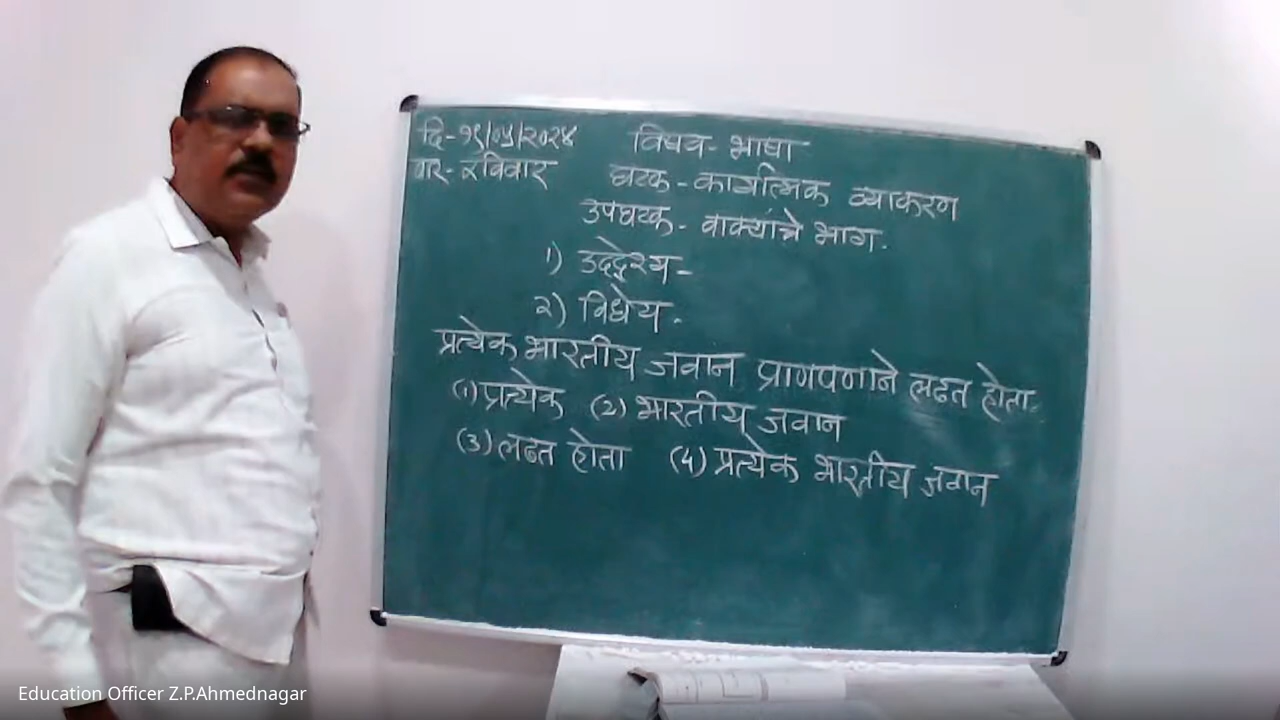 दि-१९/०५/२०२४
वार-रविवार
विषय-भाषा
घटक-कार्यात्मिक व्याकरण
उपघटक- वाक्यांचे भाग.
१) उद्देश्य-
२) विधेय-
प्रत्येक भारतीय जवान प्राणपणाने लढत होता.
(१) प्रत्येक (२) भारतीय जवान
(३) लढत होता (४) प्रत्येक भारतीय जवान
Education Officer Z.P.Ahmednagar